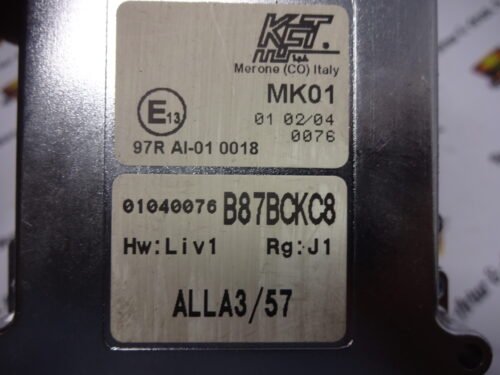 Merone (CO) Italy
MK01
E13
01 02/04
0076
97R AI-01 0018
01040076 B87BCKC8
Hw:Liv1 Rg:J1
ALLA3/57